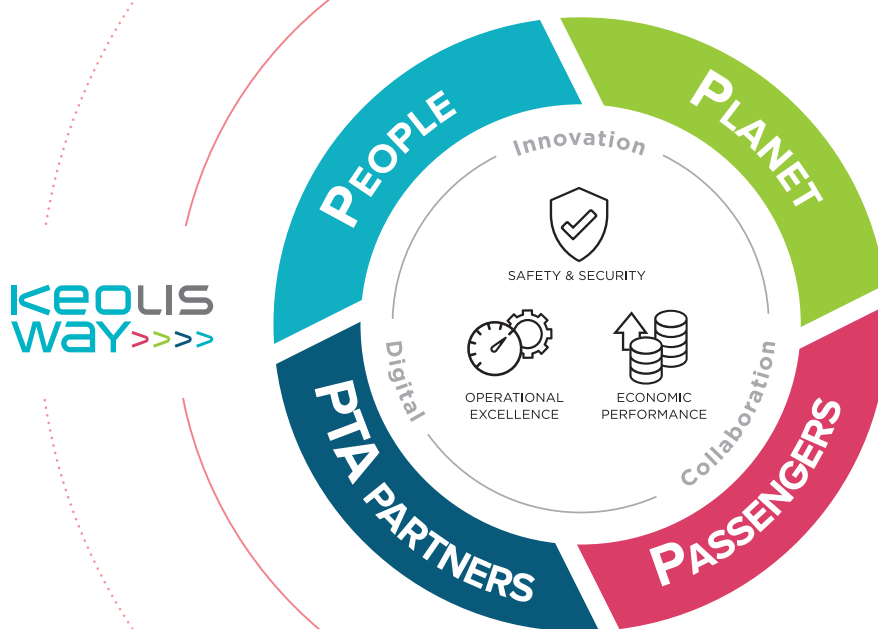 PEOPLE
PLANET
Innovation
SAFETY & SECURITY
KEOLIS
WAY>>>>
Digital
OPERATIONAL
EXCELLENCE
ECONOMIC
PERFORMANCE
Collaboration
PTA PARTNERS
PASSENGERS